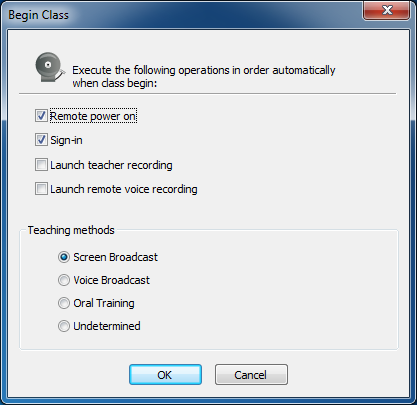 Begin Class
Execute the following operations in order automatically
when class begin:
Remote power on
Sign-in
Launch teacher recording
Launch remote voice recording
Teaching methods
Screen Broadcast
Voice Broadcast
Oral Training
Undetermined
OK
Cancel